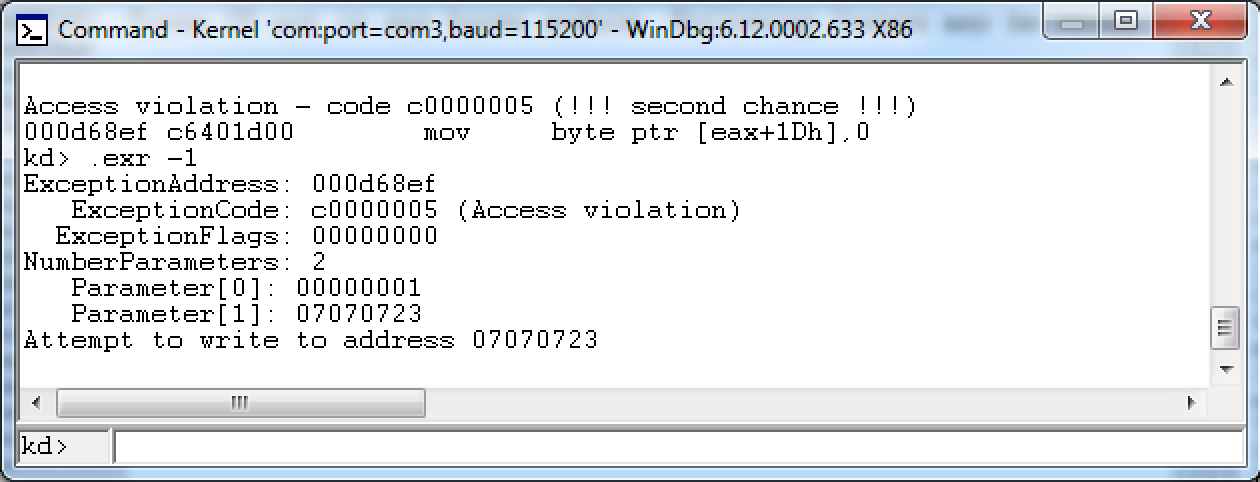 Command - Kernel 'com:port=com3,baud=115200' - WinDbg:6.12.0002.633 X86
Access violation - code c0000005 (!!! second chance !!!)
000d68ef c6401d00        mov     byte ptr [eax+1Dh],0
kd> .exr -1
ExceptionAddress: 000d68ef
   ExceptionCode: c0000005 (Access violation)
  ExceptionFlags: 00000000
NumberParameters: 2
   Parameter[0]: 00000001
   Parameter[1]: 07070723
Attempt to write to address 07070723
kd>